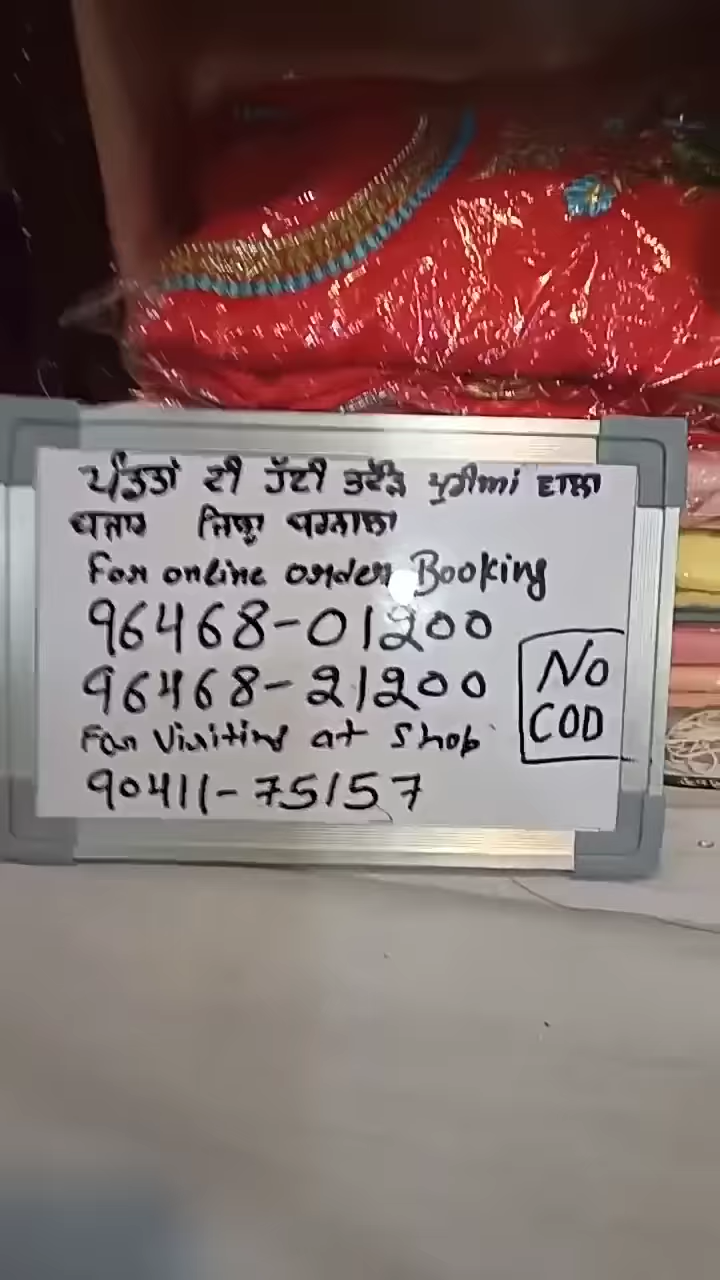 ਪੰਡਤਾਂ ਦੀ ਹੱਟੀ ਭਦੌੜ ਪੂਰੀਆਂ ਵਾਲਾ
ਬਜਾਰ ਜਿਲ੍ਹਾ ਬਰਨਾਲਾ
For online order Booking
96468-01200
96468-21200
No
COD
For Visiting at Shop
90411-75157